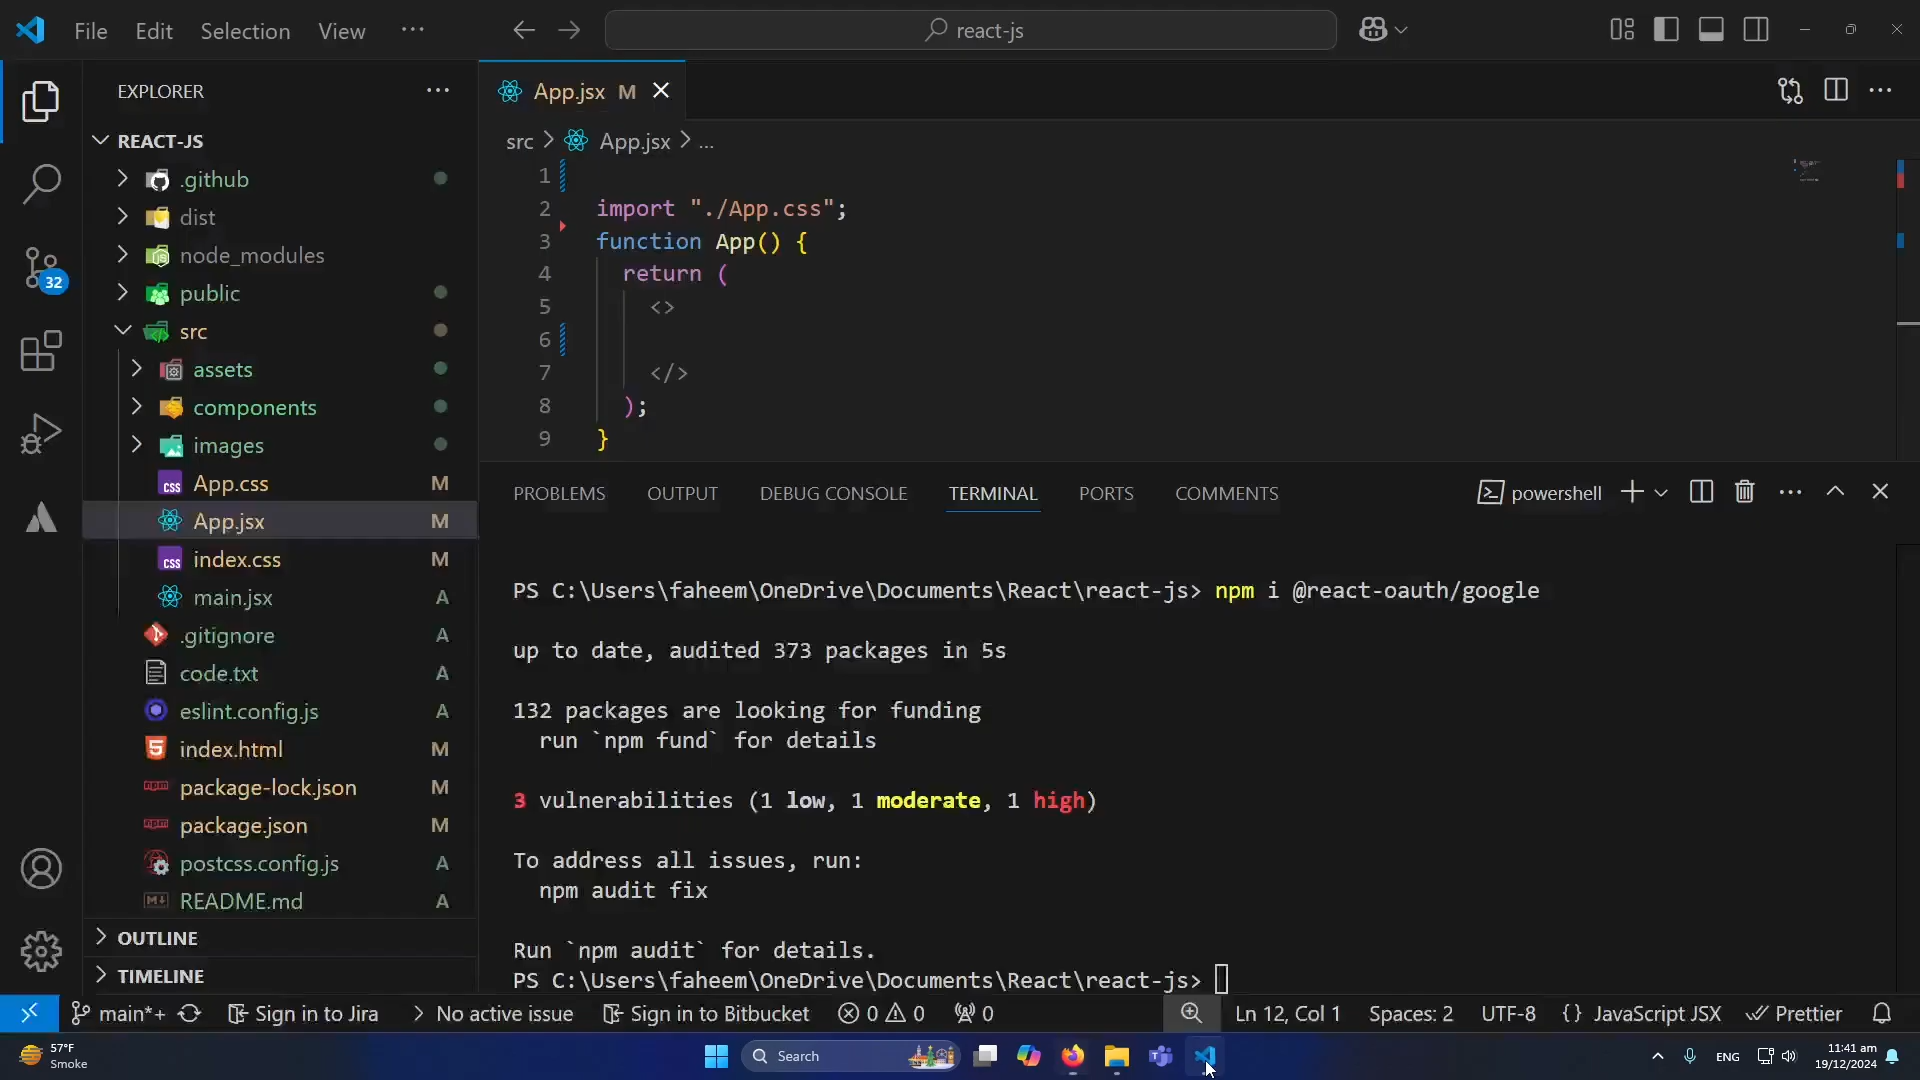 File Edit Selection View ...
react-js
EXPLORER
REACT-JS
.github
dist
node_modules
public
src
assets
components
images
App.css M
App.jsx M
index.css M
main.jsx A
.gitignore A
code.txt A
eslint.config.js A
index.html M
package-lock.json M
package.json M
postcss.config.js A
README.md A
OUTLINE
TIMELINE
32
App.jsx M
src > App.jsx > ...
1
2 import "./App.css";
3 function App() {
4 return (
5 <>
6
7 </>
8 );
9 }
PROBLEMS OUTPUT DEBUG CONSOLE TERMINAL PORTS COMMENTS powershell
PS C:\Users\faheem\OneDrive\Documents\React\react-js> npm i @react-oauth/google
up to date, audited 373 packages in 5s
132 packages are looking for funding
run `npm fund` for details
3 vulnerabilities (1 low, 1 moderate, 1 high)
To address all issues, run:
npm audit fix
Run `npm audit` for details.
PS C:\Users\faheem\OneDrive\Documents\React\react-js>
main*+ Sign in to Jira No active issue Sign in to Bitbucket 0 0 0 Ln 12, Col 1 Spaces: 2 UTF-8 {} JavaScript JSX Prettier
57°F
Smoke
Search
ENG
11:41 am
19/12/2024